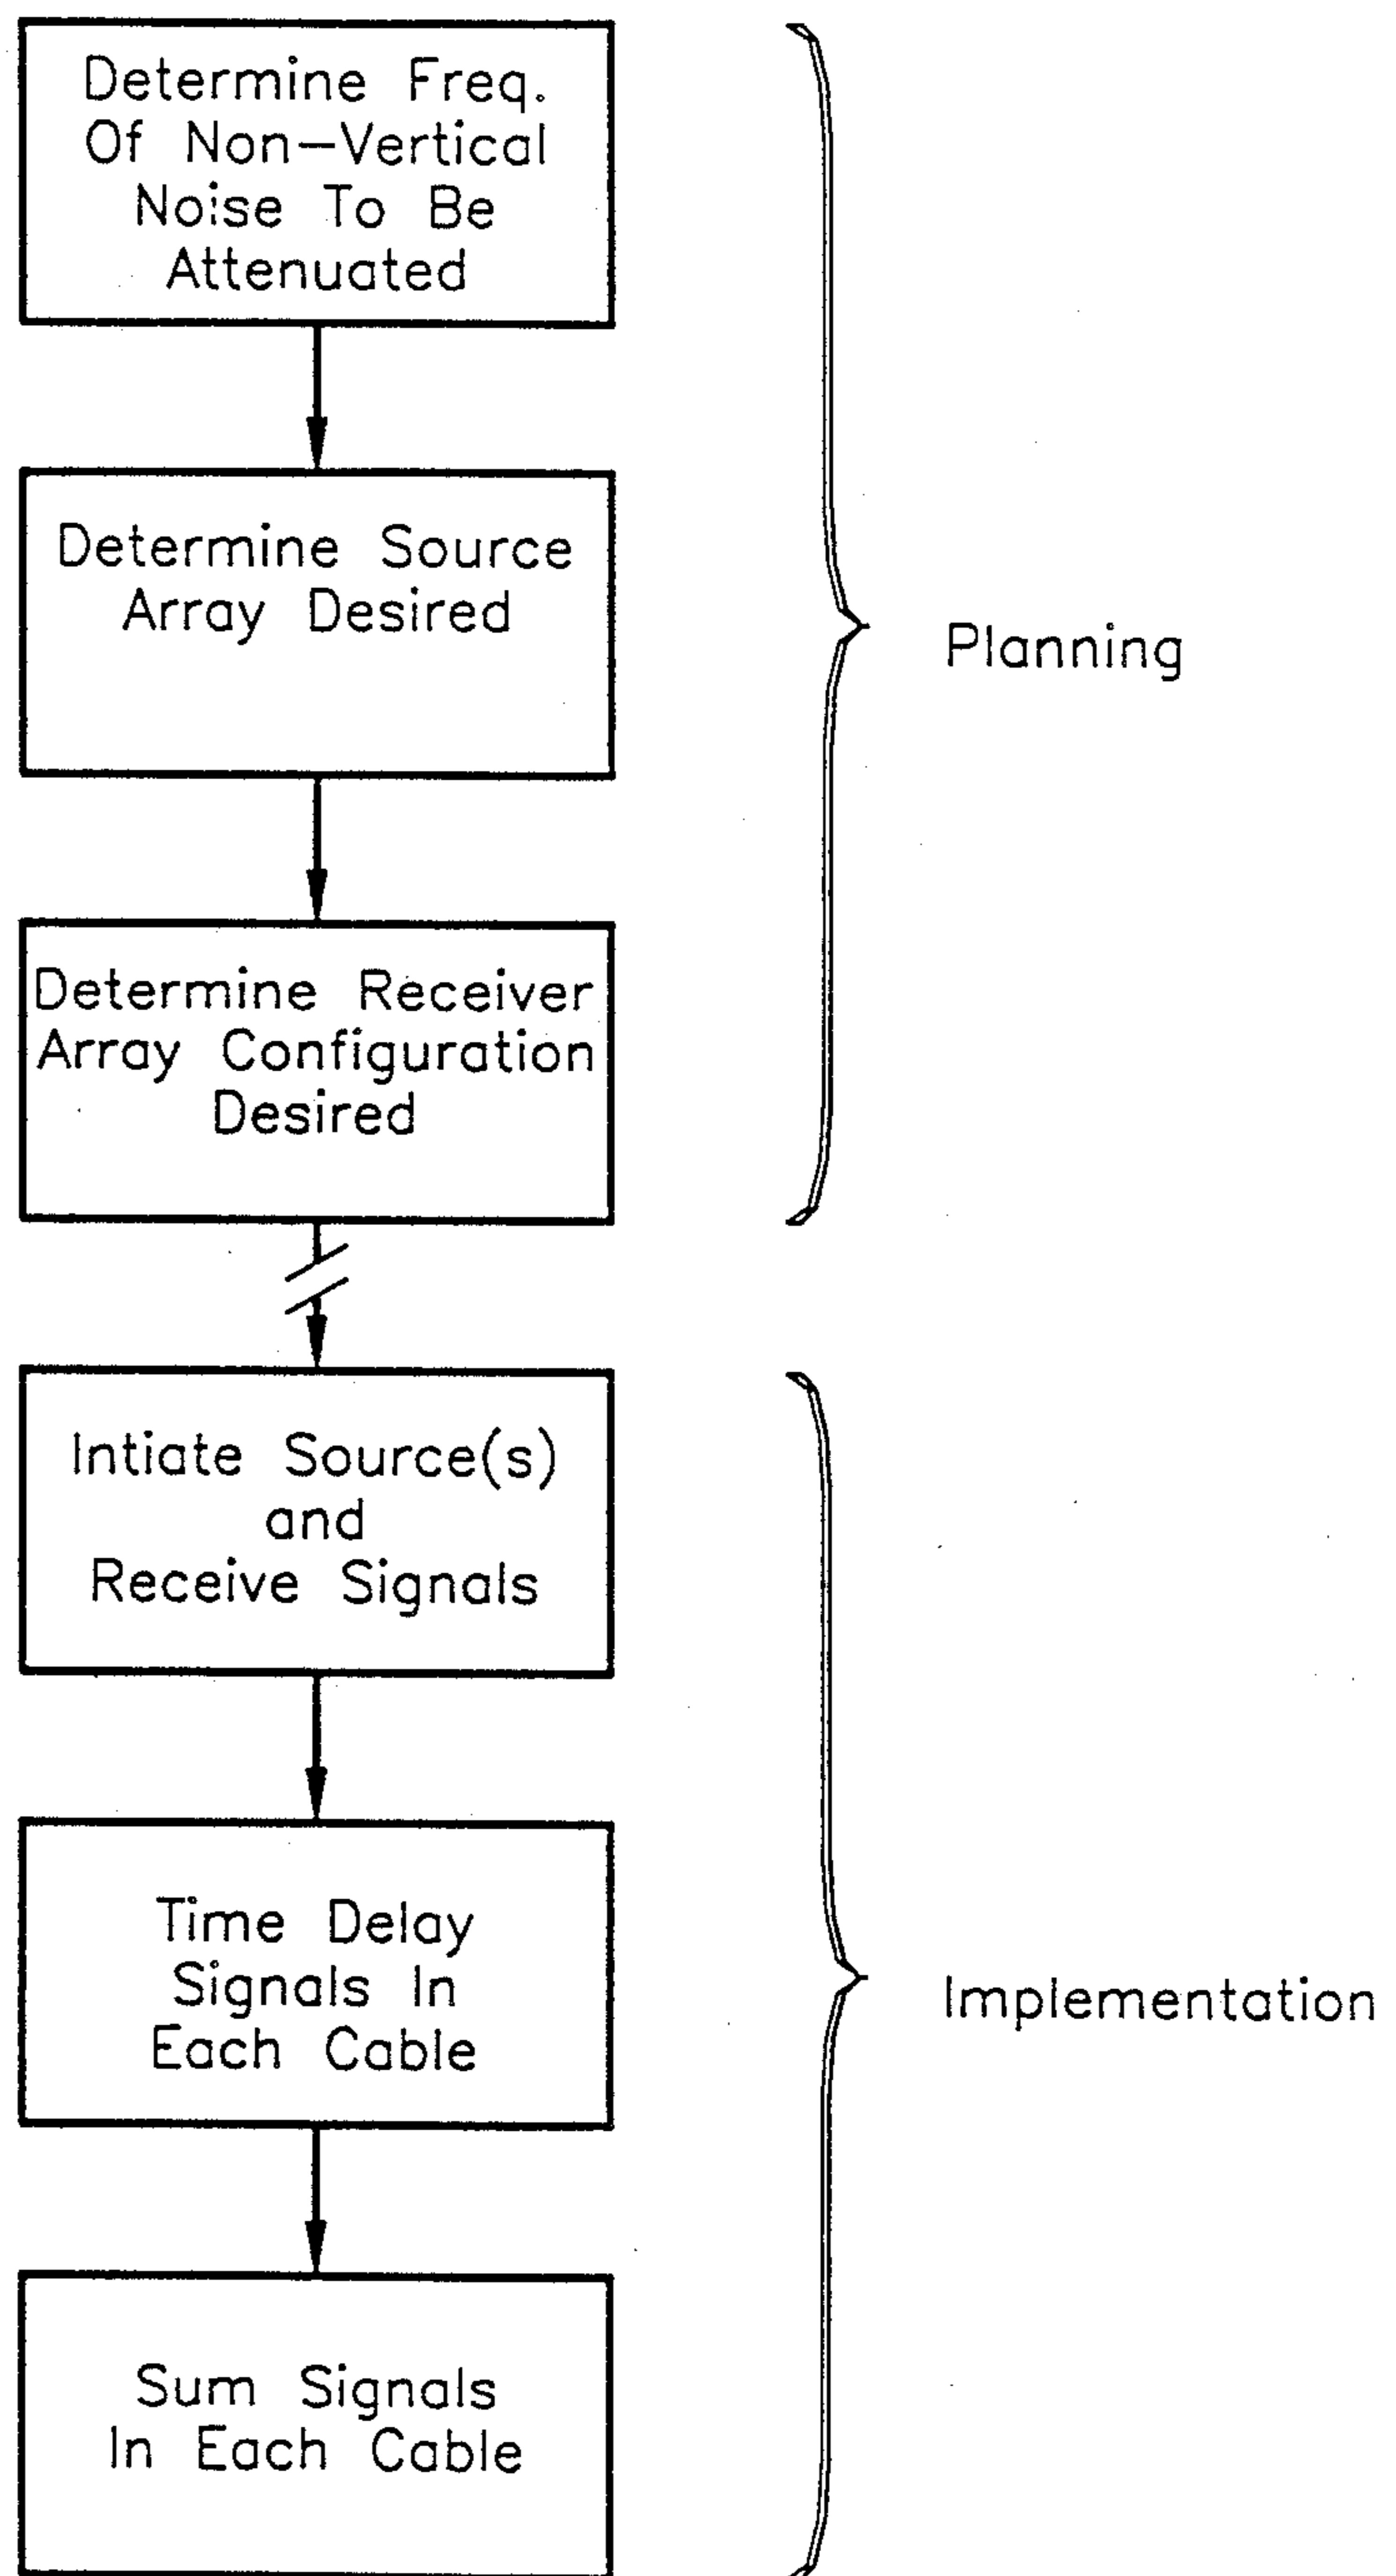 Determine Freq.
Of Non-Vertical
Noise To Be
Attenuated
Determine Source
Array Desired
Planning
Determine Receiver
Array Configuration
Desired
Intiate Source(s)
and
Receive Signals
Time Delay
Signals In
Each Cable
Implementation
Sum Signals
In Each Cable